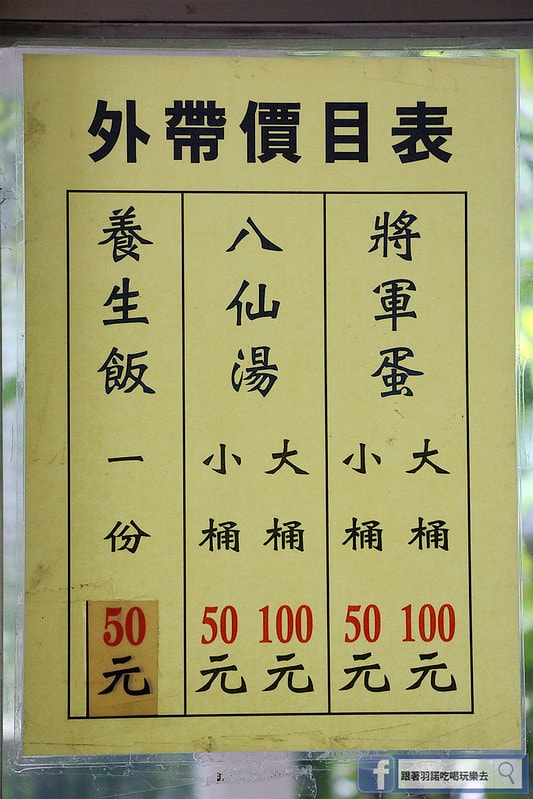 外帶價目表
將軍蛋
大桶 100元
小桶 50元
八仙湯
大桶 100元
小桶 50元
養生飯
一份 50元
f 跟著羽諾吃喝玩樂去